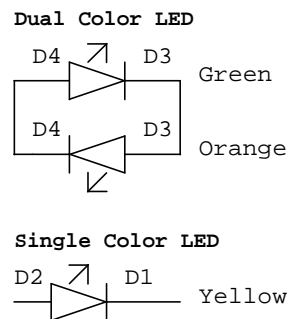 Dual Color LED
D4 D3
Green
D4 D3
Orange
Single Color LED
D2 D1
Yellow